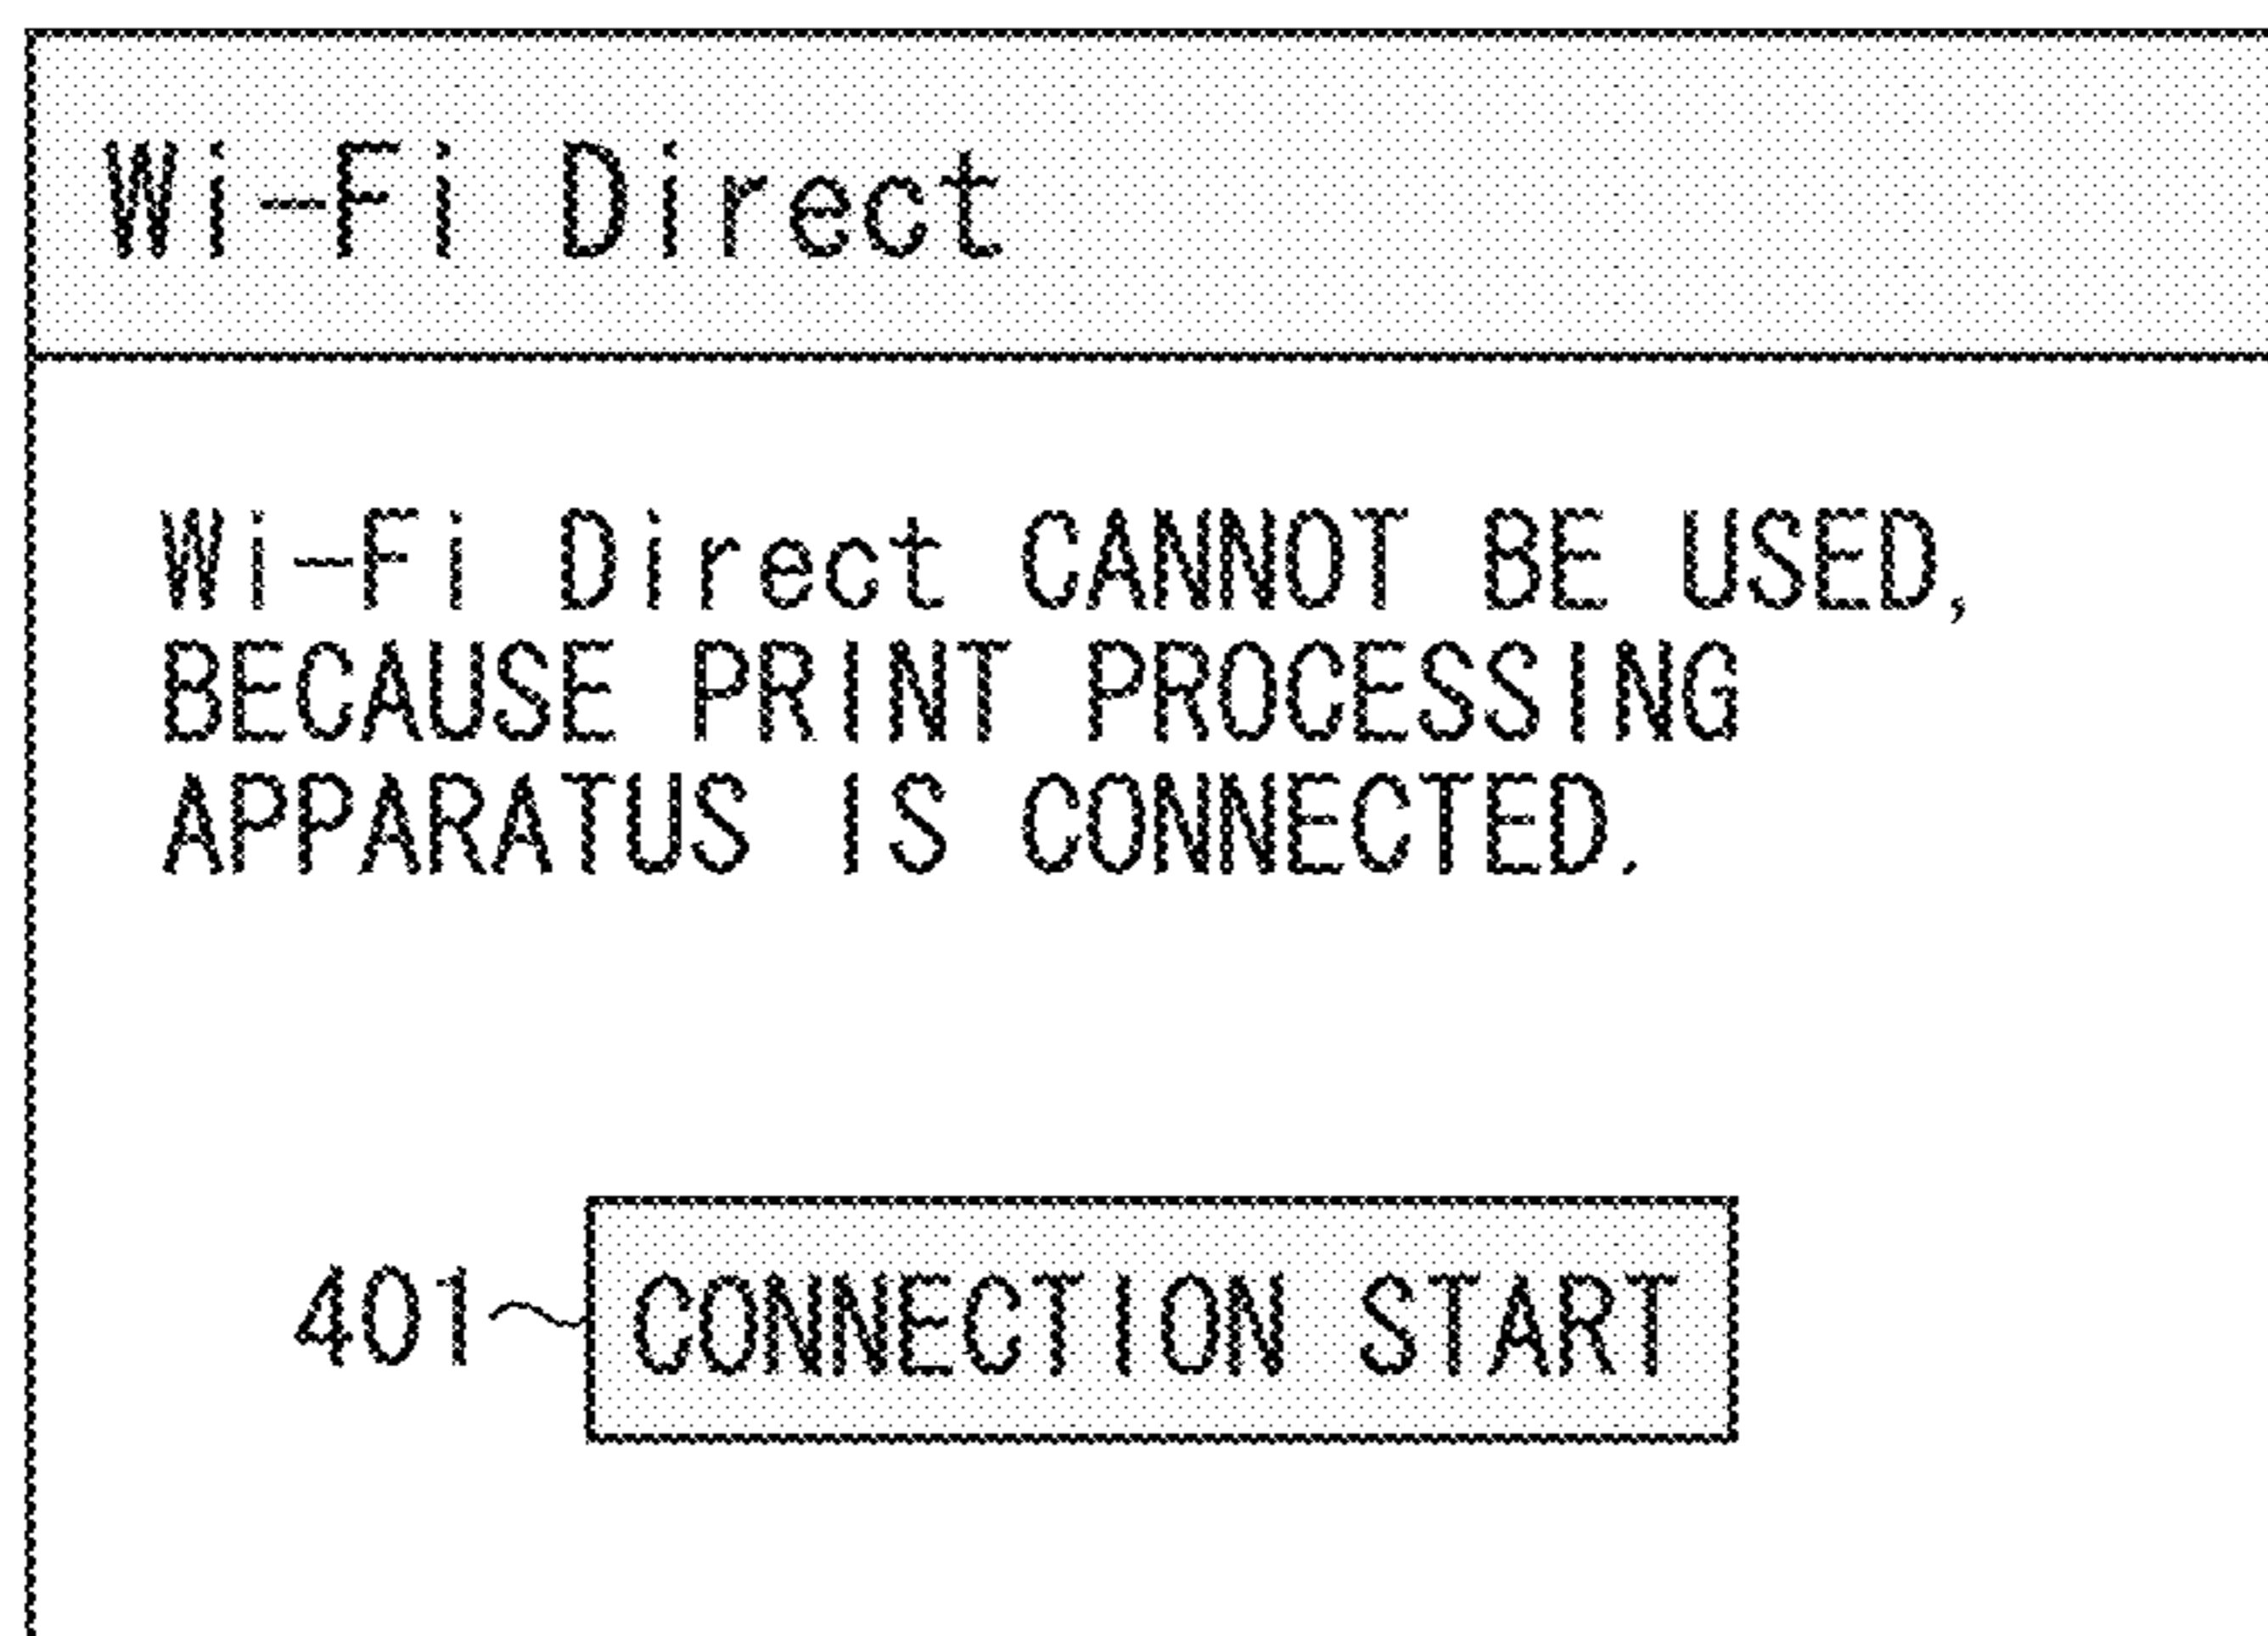 Wi-Fi Direct
Wi-Fi Direct CANNOT BE USED,
BECAUSE PRINT PROCESSING
APPARATUS IS CONNECTED.
401 CONNECTION START